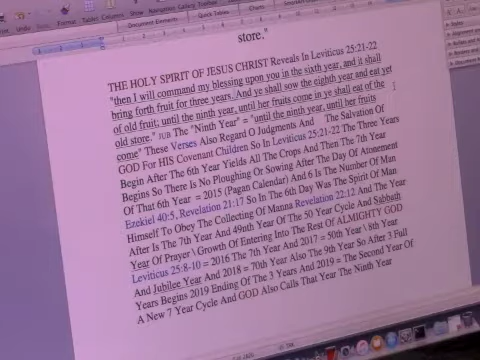 Document Elements
Quick Tables
Charts
store."
THE HOLY SPIRIT OF JESUS CHRIST Reveals In Leviticus 25:21-22
"then I will command my blessing upon you in the sixth year, and it shall
bring forth fruit for three years. And ye shall sow the eighth year and eat yet
of old fruit; until the ninth year, until her fruits come in ye shall eat of the
old store." JUB The "Ninth Year" = "until the ninth year, until her fruits
come" These Verses Also Regard O Judgments And The Salvation Of
GOD For HIS Covenant Children So In Leviticus 25:21-22 The Three Years
Begin After The 6th Year Yields All The Crops And Then The 7th Year
Begins So There Is No Ploughing Or Sowing After The Day Of Atonement
Of That 6th Year = 2015 (Pagan Calendar) And 6 Is The Number Of Man
Ezekiel 40:5, Revelation 21:17 So In The 6th Day Was The Spirit Of Man
Himself To Obey The Collecting Of Manna Revelation 22:12 And The Year
After Is The 7th Year And 49nth Year Of The 50 Year Cycle And Sabbath
Year Of Prayer \ Growth Of Entering Into The Rest Of ALMIGHTY GOD
Leviticus 25:8-10 = 2016 The 7th Year And 2017 = 50th Year \ 8th Year
And Jubilee Year And 2018 = 70th Year Also The 9th Year So After 3 Full
Years Begins 2019 Ending Of The 3 Years And 2019 = The Second Year Of
A New 7 Year Cycle And GOD Also Calls That Year The Ninth Year